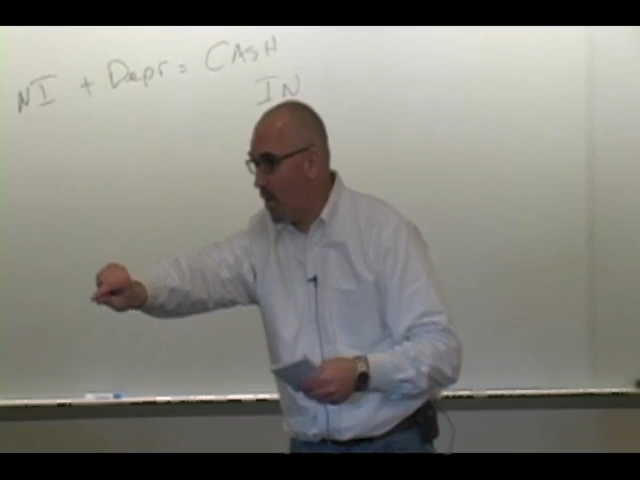 NI + Depr = CASH
IN